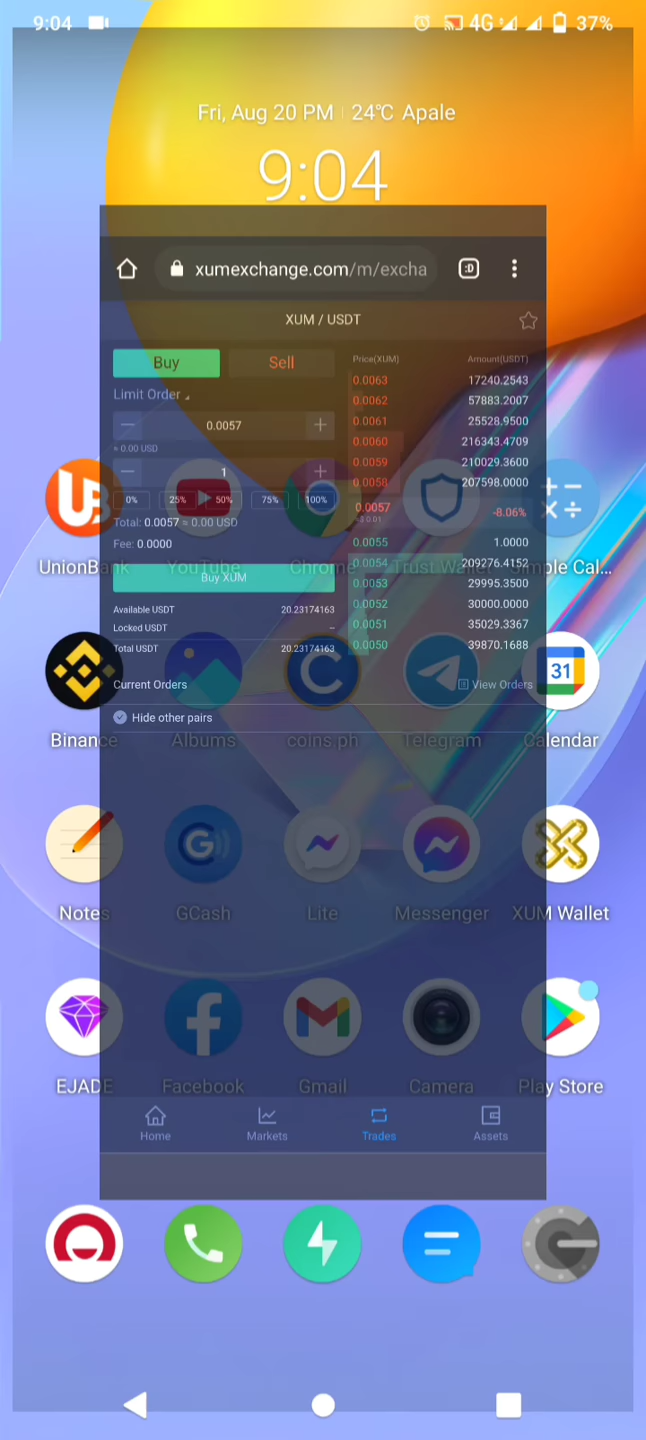 9:04
4G
37%
Fri, Aug 20 PM
24℃ Apale
9:04
xumexchange.com/m/excha
:D
XUM / USDT
Buy
Sell
Limit Order
Price(XUM)
Amount(USDT)
0.0063 17240.2543
0.0062 57883.2007
0.0061 25528.9500
0.0060 216343.4709
0.0059 210029.3600
0.0058 207598.0000
— 0.0057 +
≈ 0.00 USD
— 1 +
0% 25% 50% 75% 100%
0.0057 -8.06%
≈$ 0.01
Total: 0.0057 ≈ 0.00 USD
Fee: 0.0000
0.0055 1.0000
0.0054 209276.4152
0.0053 29995.3500
0.0052 30000.0000
0.0051 35029.3367
0.0050 39870.1688
Buy XUM
Available USDT 20.23174163
Locked USDT --
Total USDT 20.23174163
Current Orders
View Orders
Hide other pairs
UnionBank
YouTube
Chrome
Trust Wallet
Simple Cal...
Binance
Albums
coins.ph
Telegram
31
Calendar
Notes
GCash
Lite
Messenger
XUM Wallet
EJADE
Facebook
Gmail
Camera
Play Store
Home
Markets
Trades
Assets